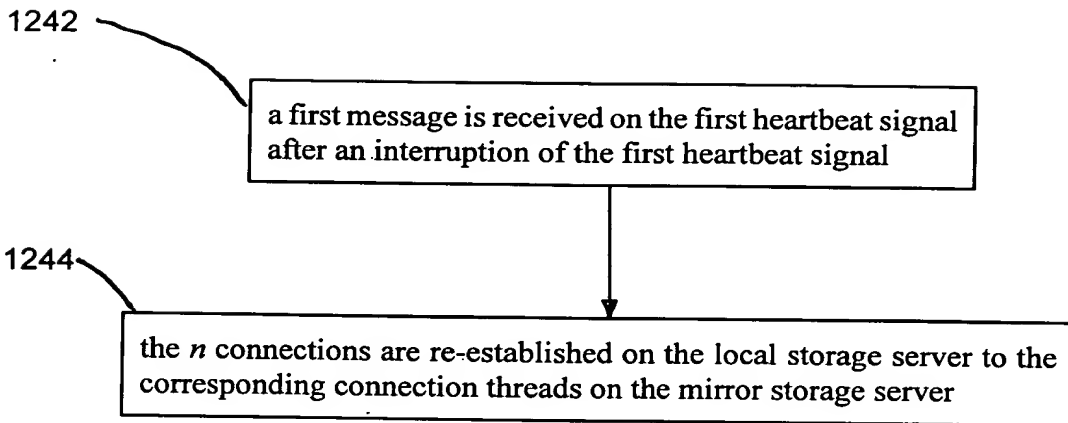 1242
a first message is received on the first heartbeat signal
after an interruption of the first heartbeat signal
1244
the n connections are re-established on the local storage server to the
corresponding connection threads on the mirror storage server